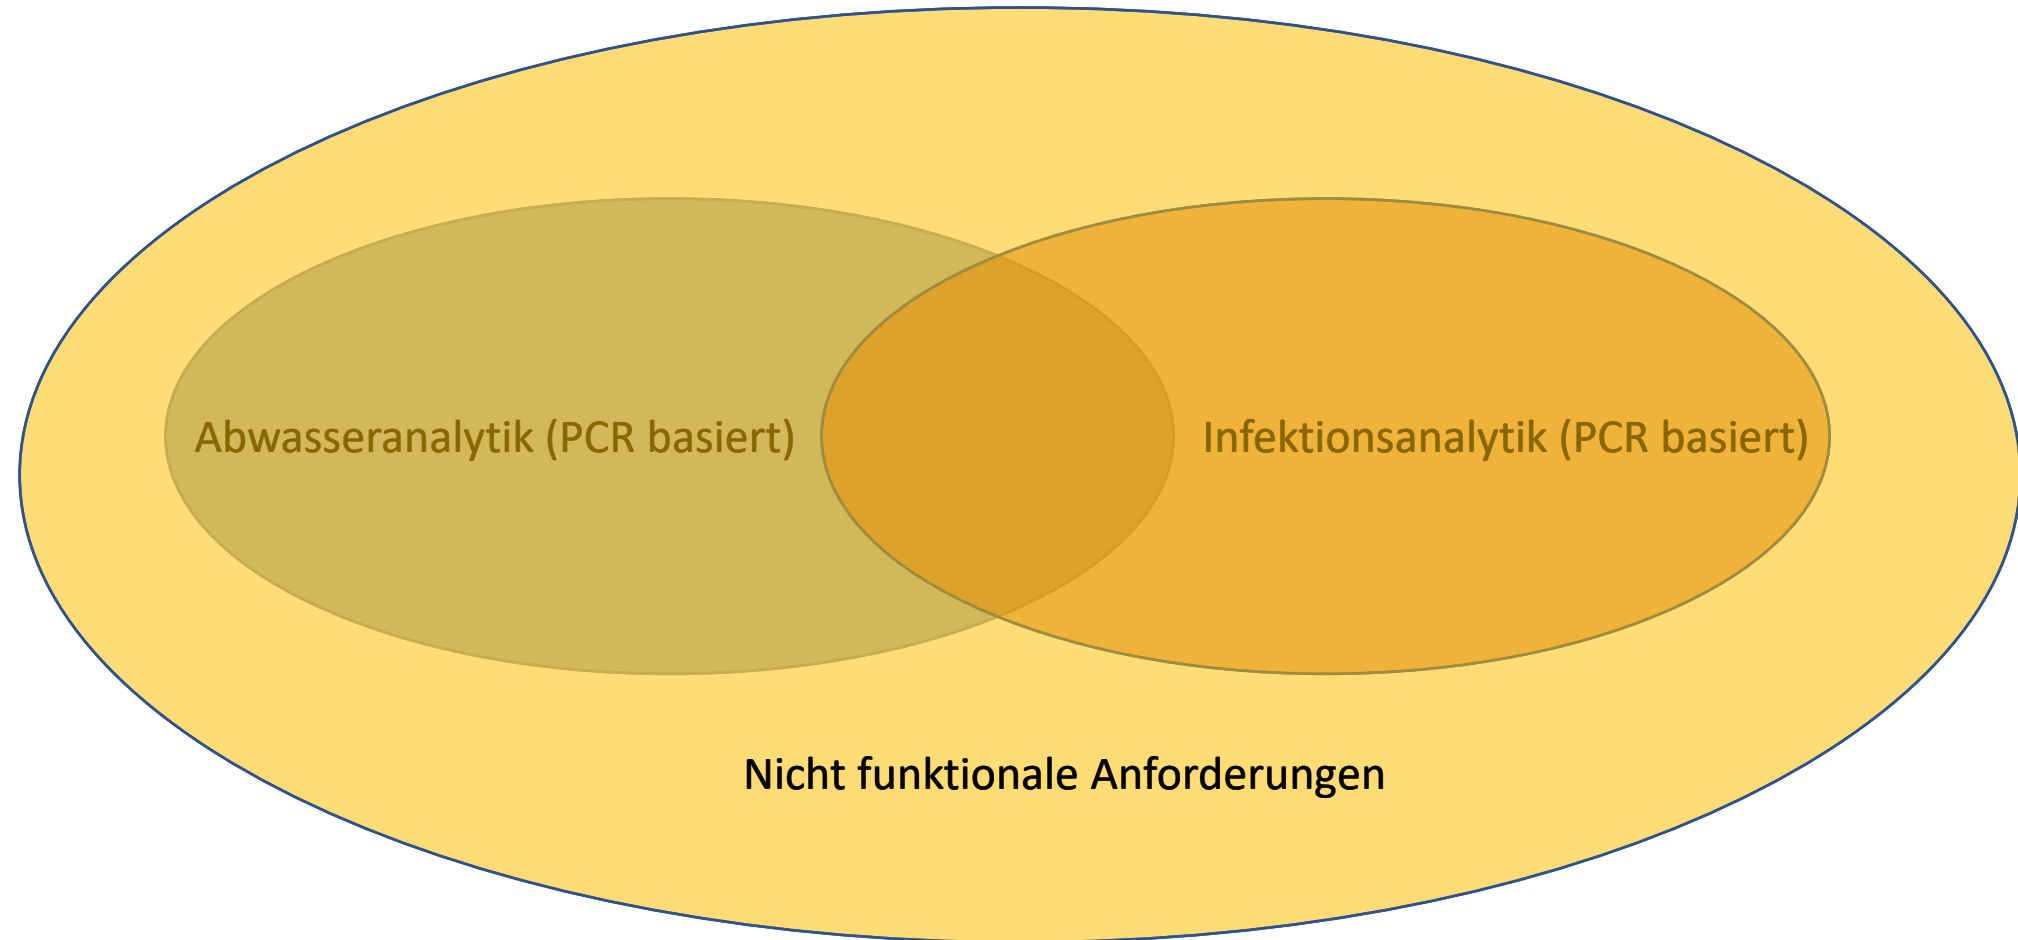 Abwasseranalytik (PCR basiert)
Infektionsanalytik (PCR basiert)
Nicht funktionale Anforderungen